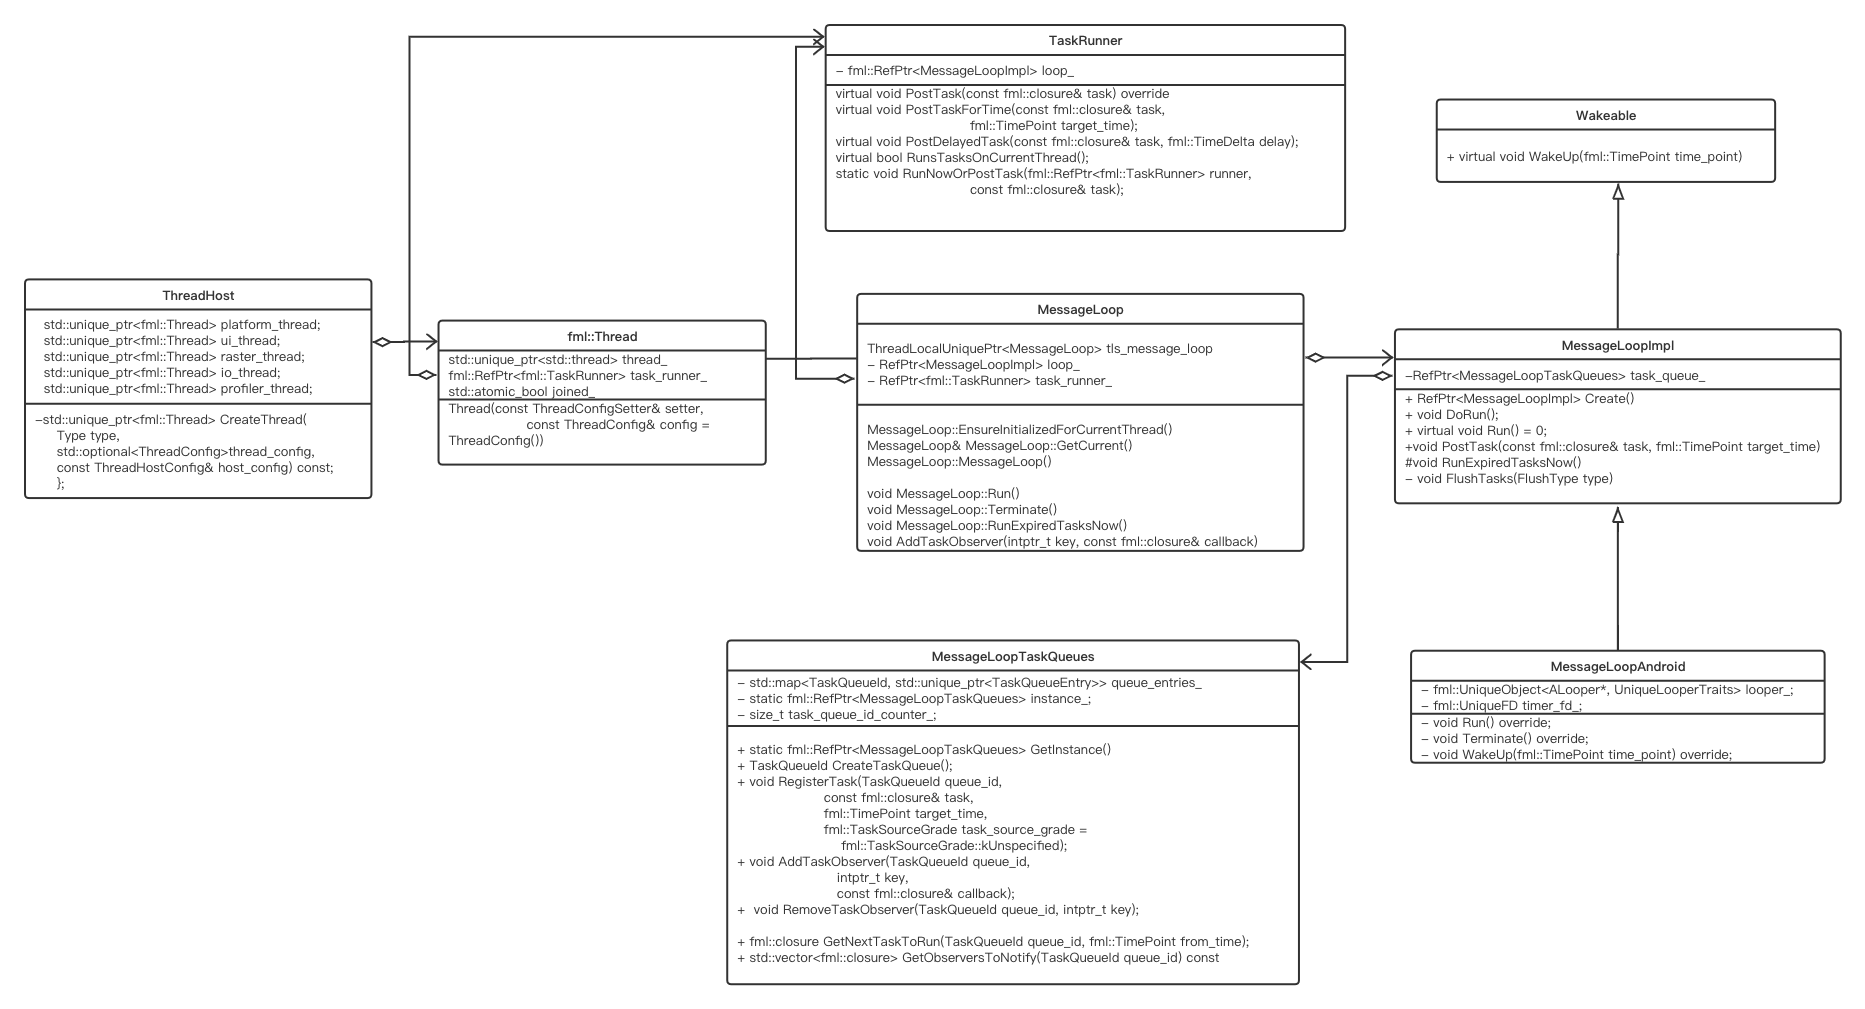 TaskRunner
– fml::RefPtr<MessageLoopImpl> loop_
virtual void PostTask(const fml::closure& task) override
virtual void PostTaskForTime(const fml::closure& task,
fml::TimePoint target_time);
virtual void PostDelayedTask(const fml::closure& task, fml::TimeDelta delay);
virtual bool RunsTasksOnCurrentThread();
static void RunNowOrPostTask(fml::RefPtr<fml::TaskRunner> runner,
const fml::closure& task);
Wakeable
+ virtual void WakeUp(fml::TimePoint time_point)
ThreadHost
std::unique_ptr<fml::Thread> platform_thread;
std::unique_ptr<fml::Thread> ui_thread;
std::unique_ptr<fml::Thread> raster_thread;
std::unique_ptr<fml::Thread> io_thread;
std::unique_ptr<fml::Thread> profiler_thread;
–std::unique_ptr<fml::Thread> CreateThread(
Type type,
std::optional<ThreadConfig>thread_config,
const ThreadHostConfig& host_config) const;
};
fml::Thread
std::unique_ptr<std::thread> thread_
fml::RefPtr<fml::TaskRunner> task_runner_
std::atomic_bool joined_
Thread(const ThreadConfigSetter& setter,
const ThreadConfig& config =
ThreadConfig())
MessageLoop
ThreadLocalUniquePtr<MessageLoop> tls_message_loop
– RefPtr<MessageLoopImpl> loop_
– RefPtr<fml::TaskRunner> task_runner_
MessageLoop::EnsureInitializedForCurrentThread()
MessageLoop& MessageLoop::GetCurrent()
MessageLoop::MessageLoop()
void MessageLoop::Run()
void MessageLoop::Terminate()
void MessageLoop::RunExpiredTasksNow()
void AddTaskObserver(intptr_t key, const fml::closure& callback)
MessageLoopImpl
–RefPtr<MessageLoopTaskQueues> task_queue_
+ RefPtr<MessageLoopImpl> Create()
+ void DoRun();
+ virtual void Run() = 0;
+void PostTask(const fml::closure& task, fml::TimePoint target_time)
#void RunExpiredTasksNow()
– void FlushTasks(FlushType type)
MessageLoopTaskQueues
– std::map<TaskQueueId, std::unique_ptr<TaskQueueEntry>> queue_entries_
– static fml::RefPtr<MessageLoopTaskQueues> instance_;
– size_t task_queue_id_counter_;
+ static fml::RefPtr<MessageLoopTaskQueues> GetInstance()
+ TaskQueueId CreateTaskQueue();
+ void RegisterTask(TaskQueueId queue_id,
const fml::closure& task,
fml::TimePoint target_time,
fml::TaskSourceGrade task_source_grade =
fml::TaskSourceGrade::kUnspecified);
+ void AddTaskObserver(TaskQueueId queue_id,
intptr_t key,
const fml::closure& callback);
+  void RemoveTaskObserver(TaskQueueId queue_id, intptr_t key);
+ fml::closure GetNextTaskToRun(TaskQueueId queue_id, fml::TimePoint from_time);
+ std::vector<fml::closure> GetObserversToNotify(TaskQueueId queue_id) const
MessageLoopAndroid
– fml::UniqueObject<ALooper*, UniqueLooperTraits> looper_;
– fml::UniqueFD timer_fd_;
– void Run() override;
– void Terminate() override;
– void WakeUp(fml::TimePoint time_point) override;